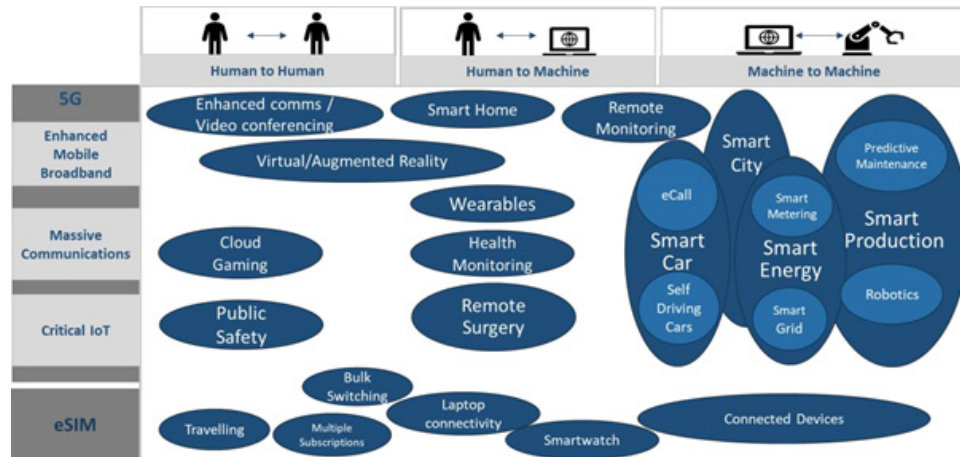 Human to Human
Human to Machine
Machine to Machine
5G
Enhanced
Mobile
Broadband
Massive
Communications
Critical IoT
eSIM
Enhanced comms /
Video conferencing
Smart Home
Remote
Monitoring
Virtual/Augmented Reality
Smart
City
Predictive
Maintenance
Wearables
eCall
Smart
Metering
Cloud
Gaming
Health
Monitoring
Smart
Car
Smart
Energy
Smart
Production
Public
Safety
Remote
Surgery
Self
Driving
Cars
Smart
Grid
Robotics
Bulk
Switching
Travelling
Multiple
Subscriptions
Laptop
connectivity
Smartwatch
Connected Devices